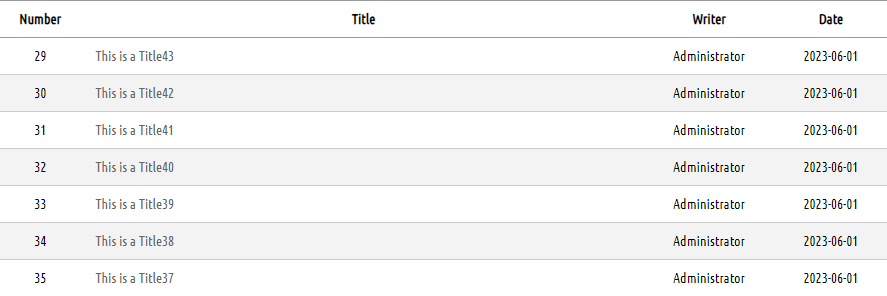 Number Title Writer Date
29 This is a Title43 Administrator 2023-06-01
30 This is a Title42 Administrator 2023-06-01
31 This is a Title41 Administrator 2023-06-01
32 This is a Title40 Administrator 2023-06-01
33 This is a Title39 Administrator 2023-06-01
34 This is a Title38 Administrator 2023-06-01
35 This is a Title37 Administrator 2023-06-01